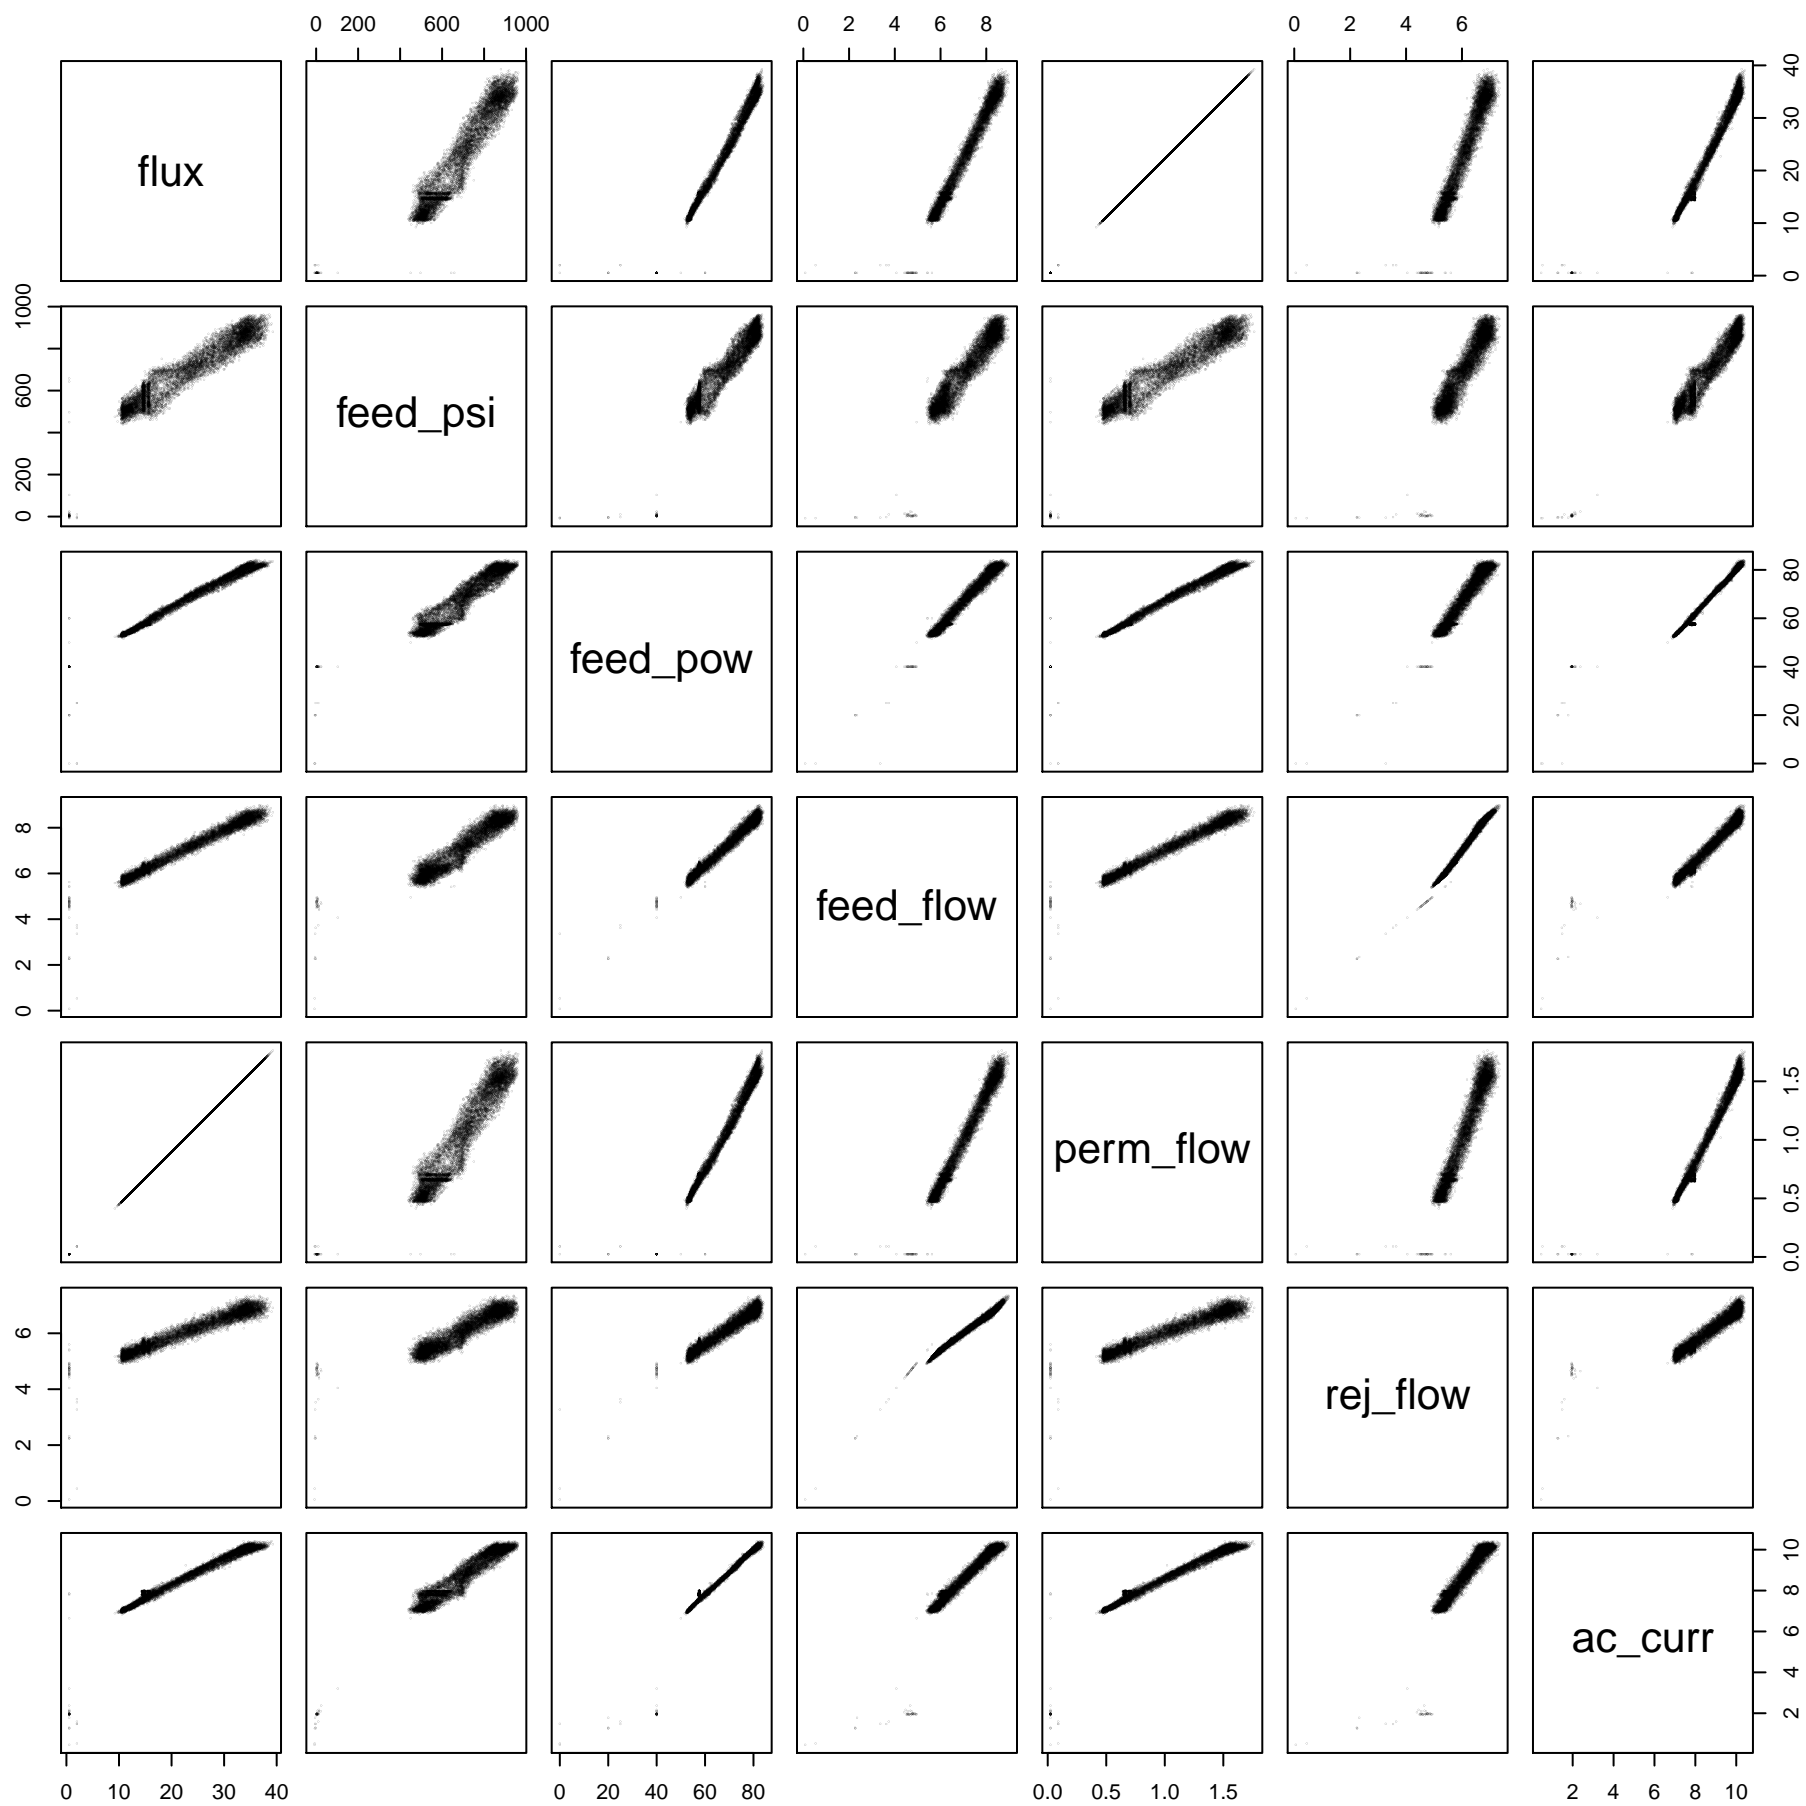 0 200 600 1000 0 2 4 6 8 0 2 4 6
flux
0 10 20 30 40
0 200 600 1000
feed_psi
feed_pow
0 20 40 60 80
0 2 4 6 8
feed_flow
perm_flow
0.0 0.5 1.0 1.5
0 2 4 6
rej_flow
ac_curr
2 4 6 8 10
0 10 20 30 40 0 20 40 60 80 0.0 0.5 1.0 1.5 2 4 6 8 10